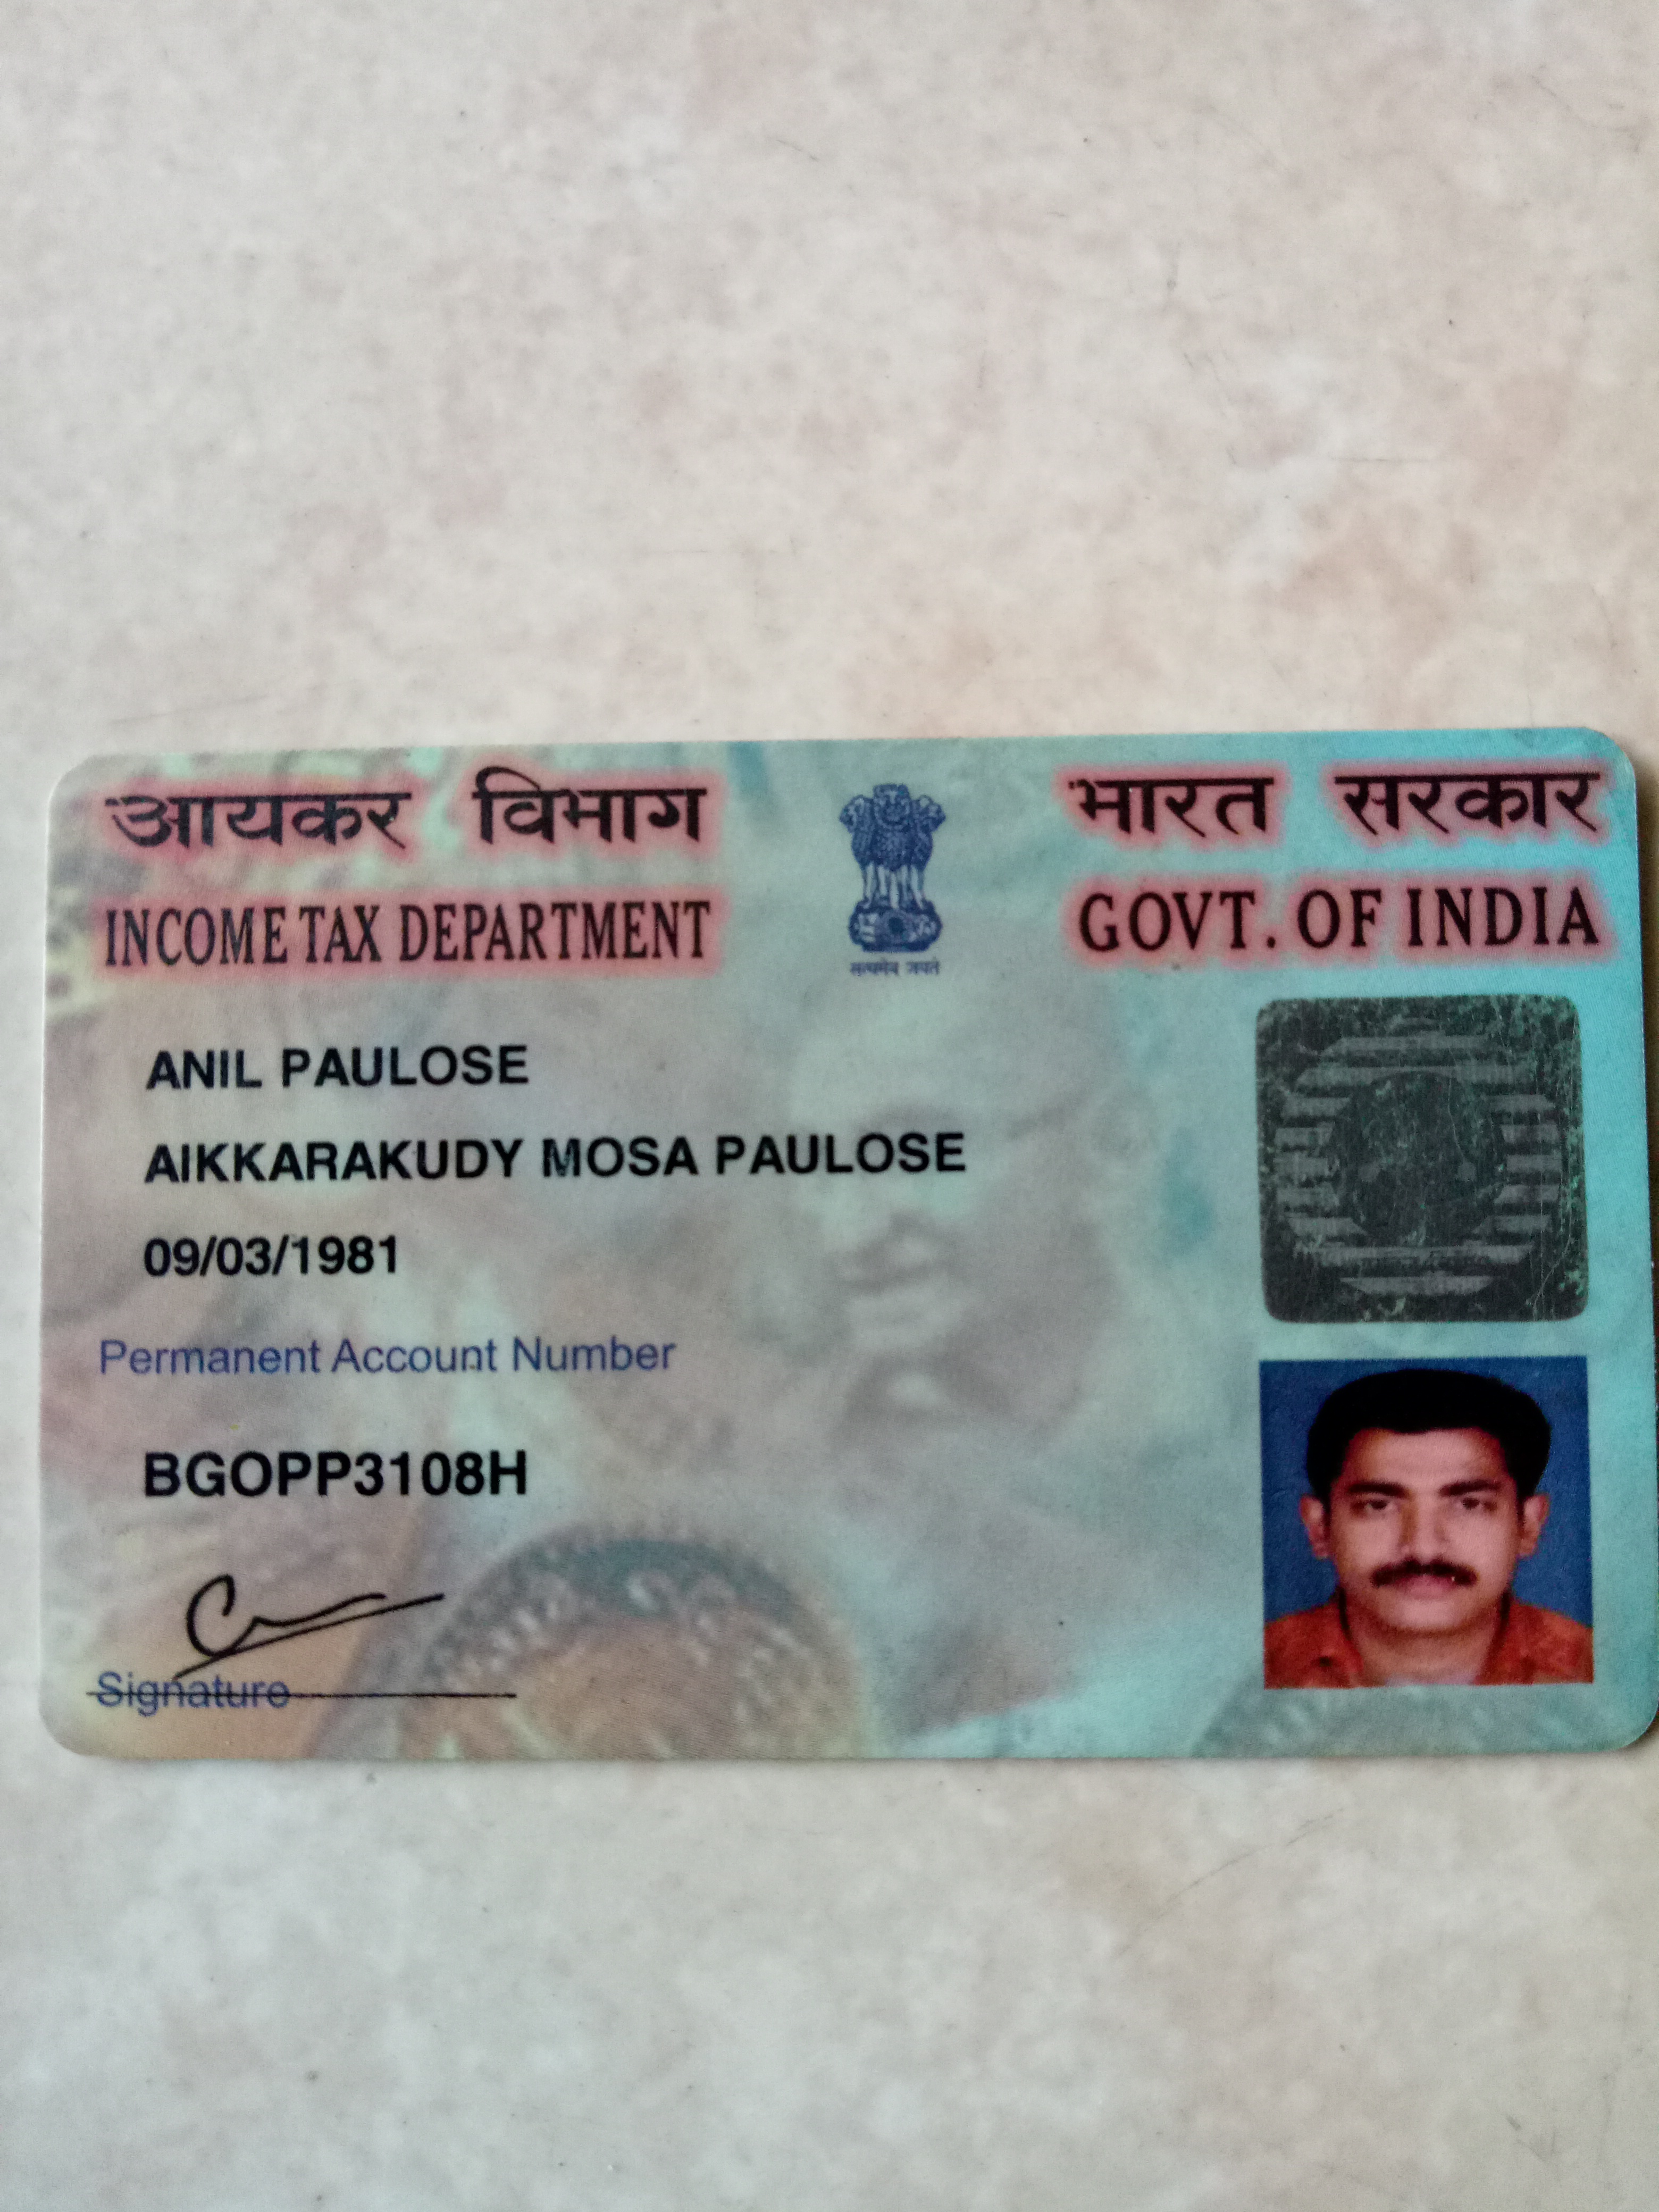 आयकर विभाग
INCOME TAX DEPARTMENT
सत्यमेव जयते
भारत सरकार
GOVT. OF INDIA
ANIL PAULOSE
AIKKARAKUDY MOSA PAULOSE
09/03/1981
Permanent Account Number
BGOPP3108H
Signature